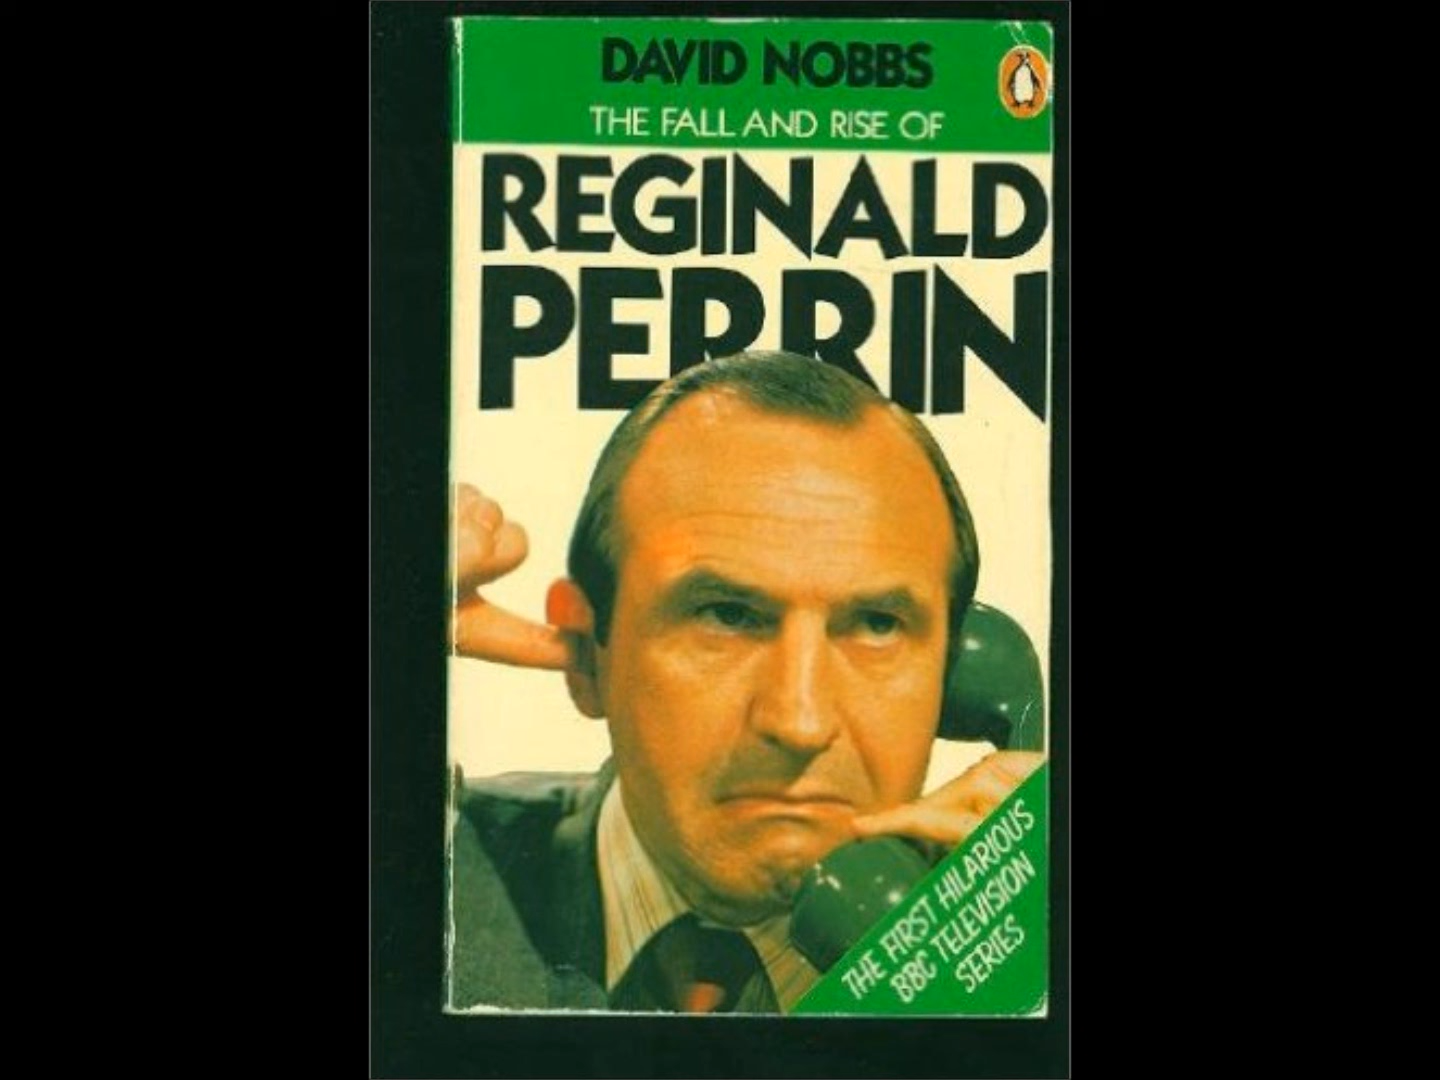 DAVID NOBBS
THE FALL AND RISE OF
REGINALD
PERRIN
THE FIRST HILARIOUS
BBC TELEVISION
SERIES